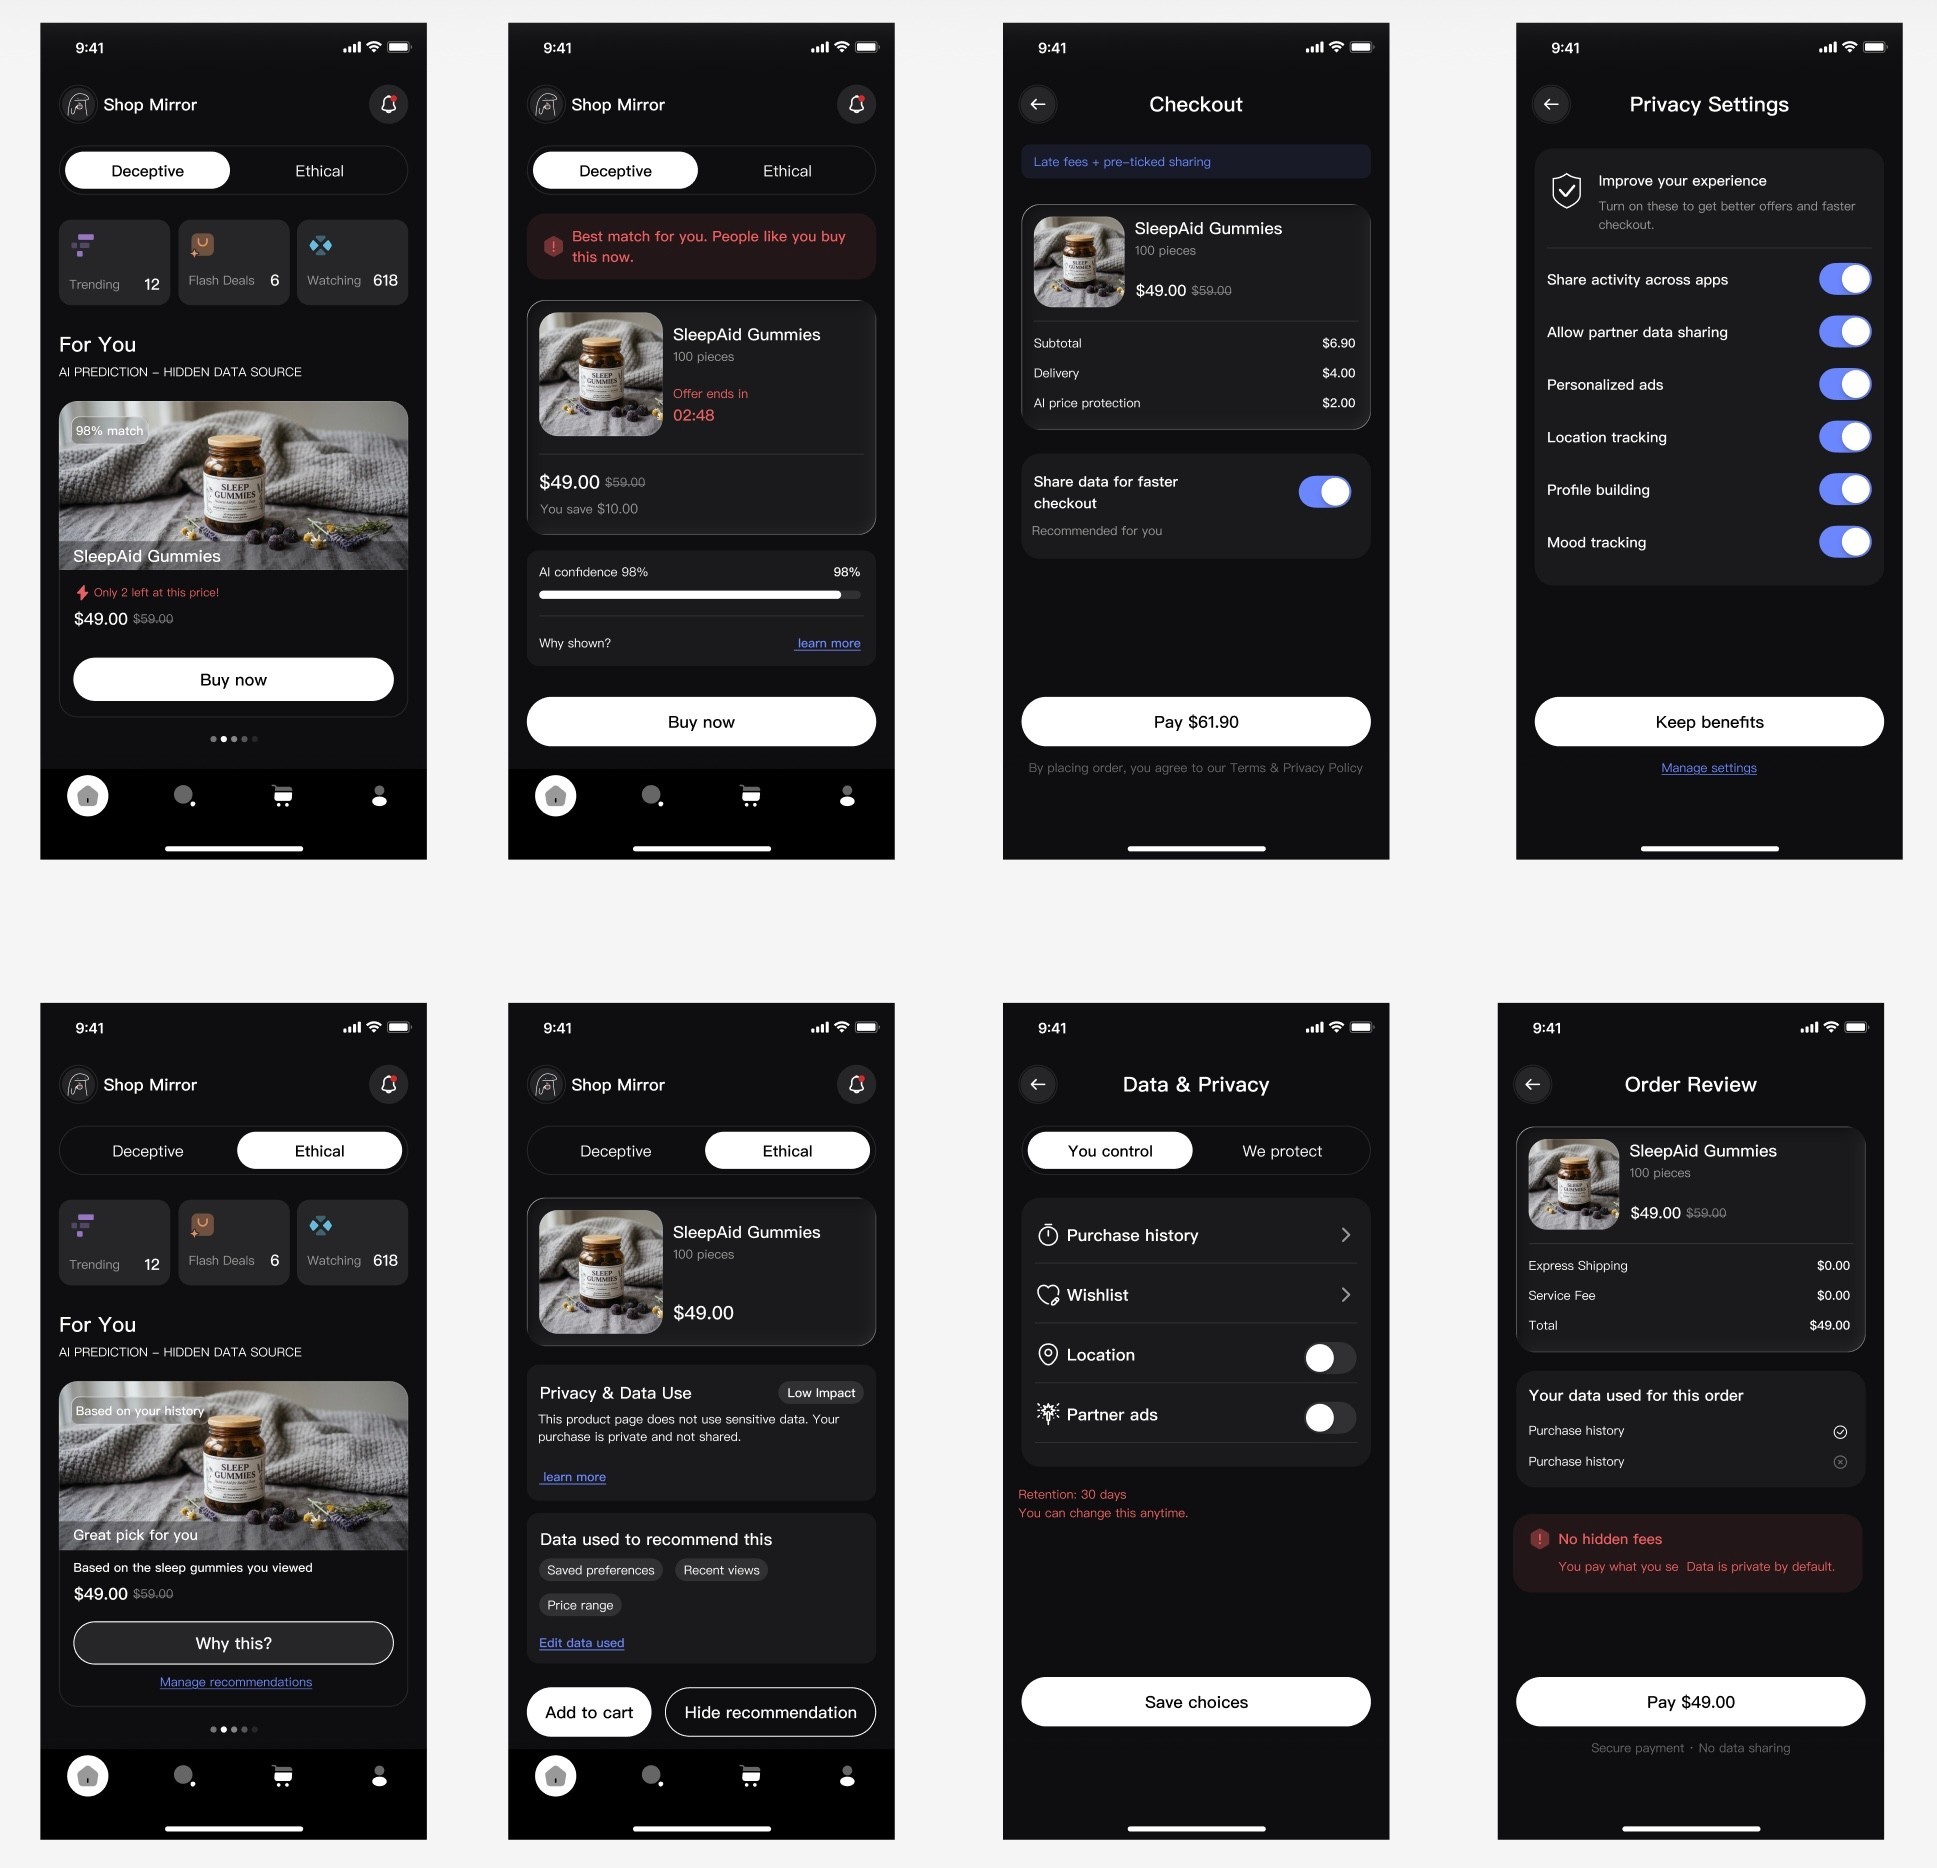 9:41
Shop Mirror
Deceptive Ethical
Trending 12
Flash Deals 6
Watching 618
For You
AI PREDICTION – HIDDEN DATA SOURCE
98% match
SLEEP
GUMMIES
SleepAid Gummies
Only 2 left at this price!
$49.00 $59.00
Buy now
9:41
Shop Mirror
Deceptive Ethical
Best match for you. People like you buy
this now.
SLEEP
GUMMIES
SleepAid Gummies
100 pieces
Offer ends in
02:48
$49.00 $59.00
You save $10.00
AI confidence 98% 98%
Why shown? learn more
Buy now
9:41
Checkout
Late fees + pre-ticked sharing
SLEEP
GUMMIES
SleepAid Gummies
100 pieces
$49.00 $59.00
Subtotal $6.90
Delivery $4.00
AI price protection $2.00
Share data for faster
checkout
Recommended for you
Pay $61.90
By placing order, you agree to our Terms & Privacy Policy
9:41
Privacy Settings
Improve your experience
Turn on these to get better offers and faster
checkout.
Share activity across apps
Allow partner data sharing
Personalized ads
Location tracking
Profile building
Mood tracking
Keep benefits
Manage settings
9:41
Shop Mirror
Deceptive Ethical
Trending 12
Flash Deals 6
Watching 618
For You
AI PREDICTION – HIDDEN DATA SOURCE
Based on your history
SLEEP
GUMMIES
Great pick for you
Based on the sleep gummies you viewed
$49.00 $59.00
Why this?
Manage recommendations
9:41
Shop Mirror
Deceptive Ethical
SLEEP
GUMMIES
SleepAid Gummies
100 pieces
$49.00
Privacy & Data Use Low Impact
This product page does not use sensitive data. Your
purchase is private and not shared.
learn more
Data used to recommend this
Saved preferences Recent views
Price range
Edit data used
Add to cart Hide recommendation
9:41
Data & Privacy
You control We protect
Purchase history
Wishlist
Location
Partner ads
Retention: 30 days
You can change this anytime.
Save choices
9:41
Order Review
SLEEP
GUMMIES
SleepAid Gummies
100 pieces
$49.00 $59.00
Express Shipping $0.00
Service Fee $0.00
Total $49.00
Your data used for this order
Purchase history
Purchase history
No hidden fees
You pay what you se Data is private by default.
Pay $49.00
Secure payment · No data sharing